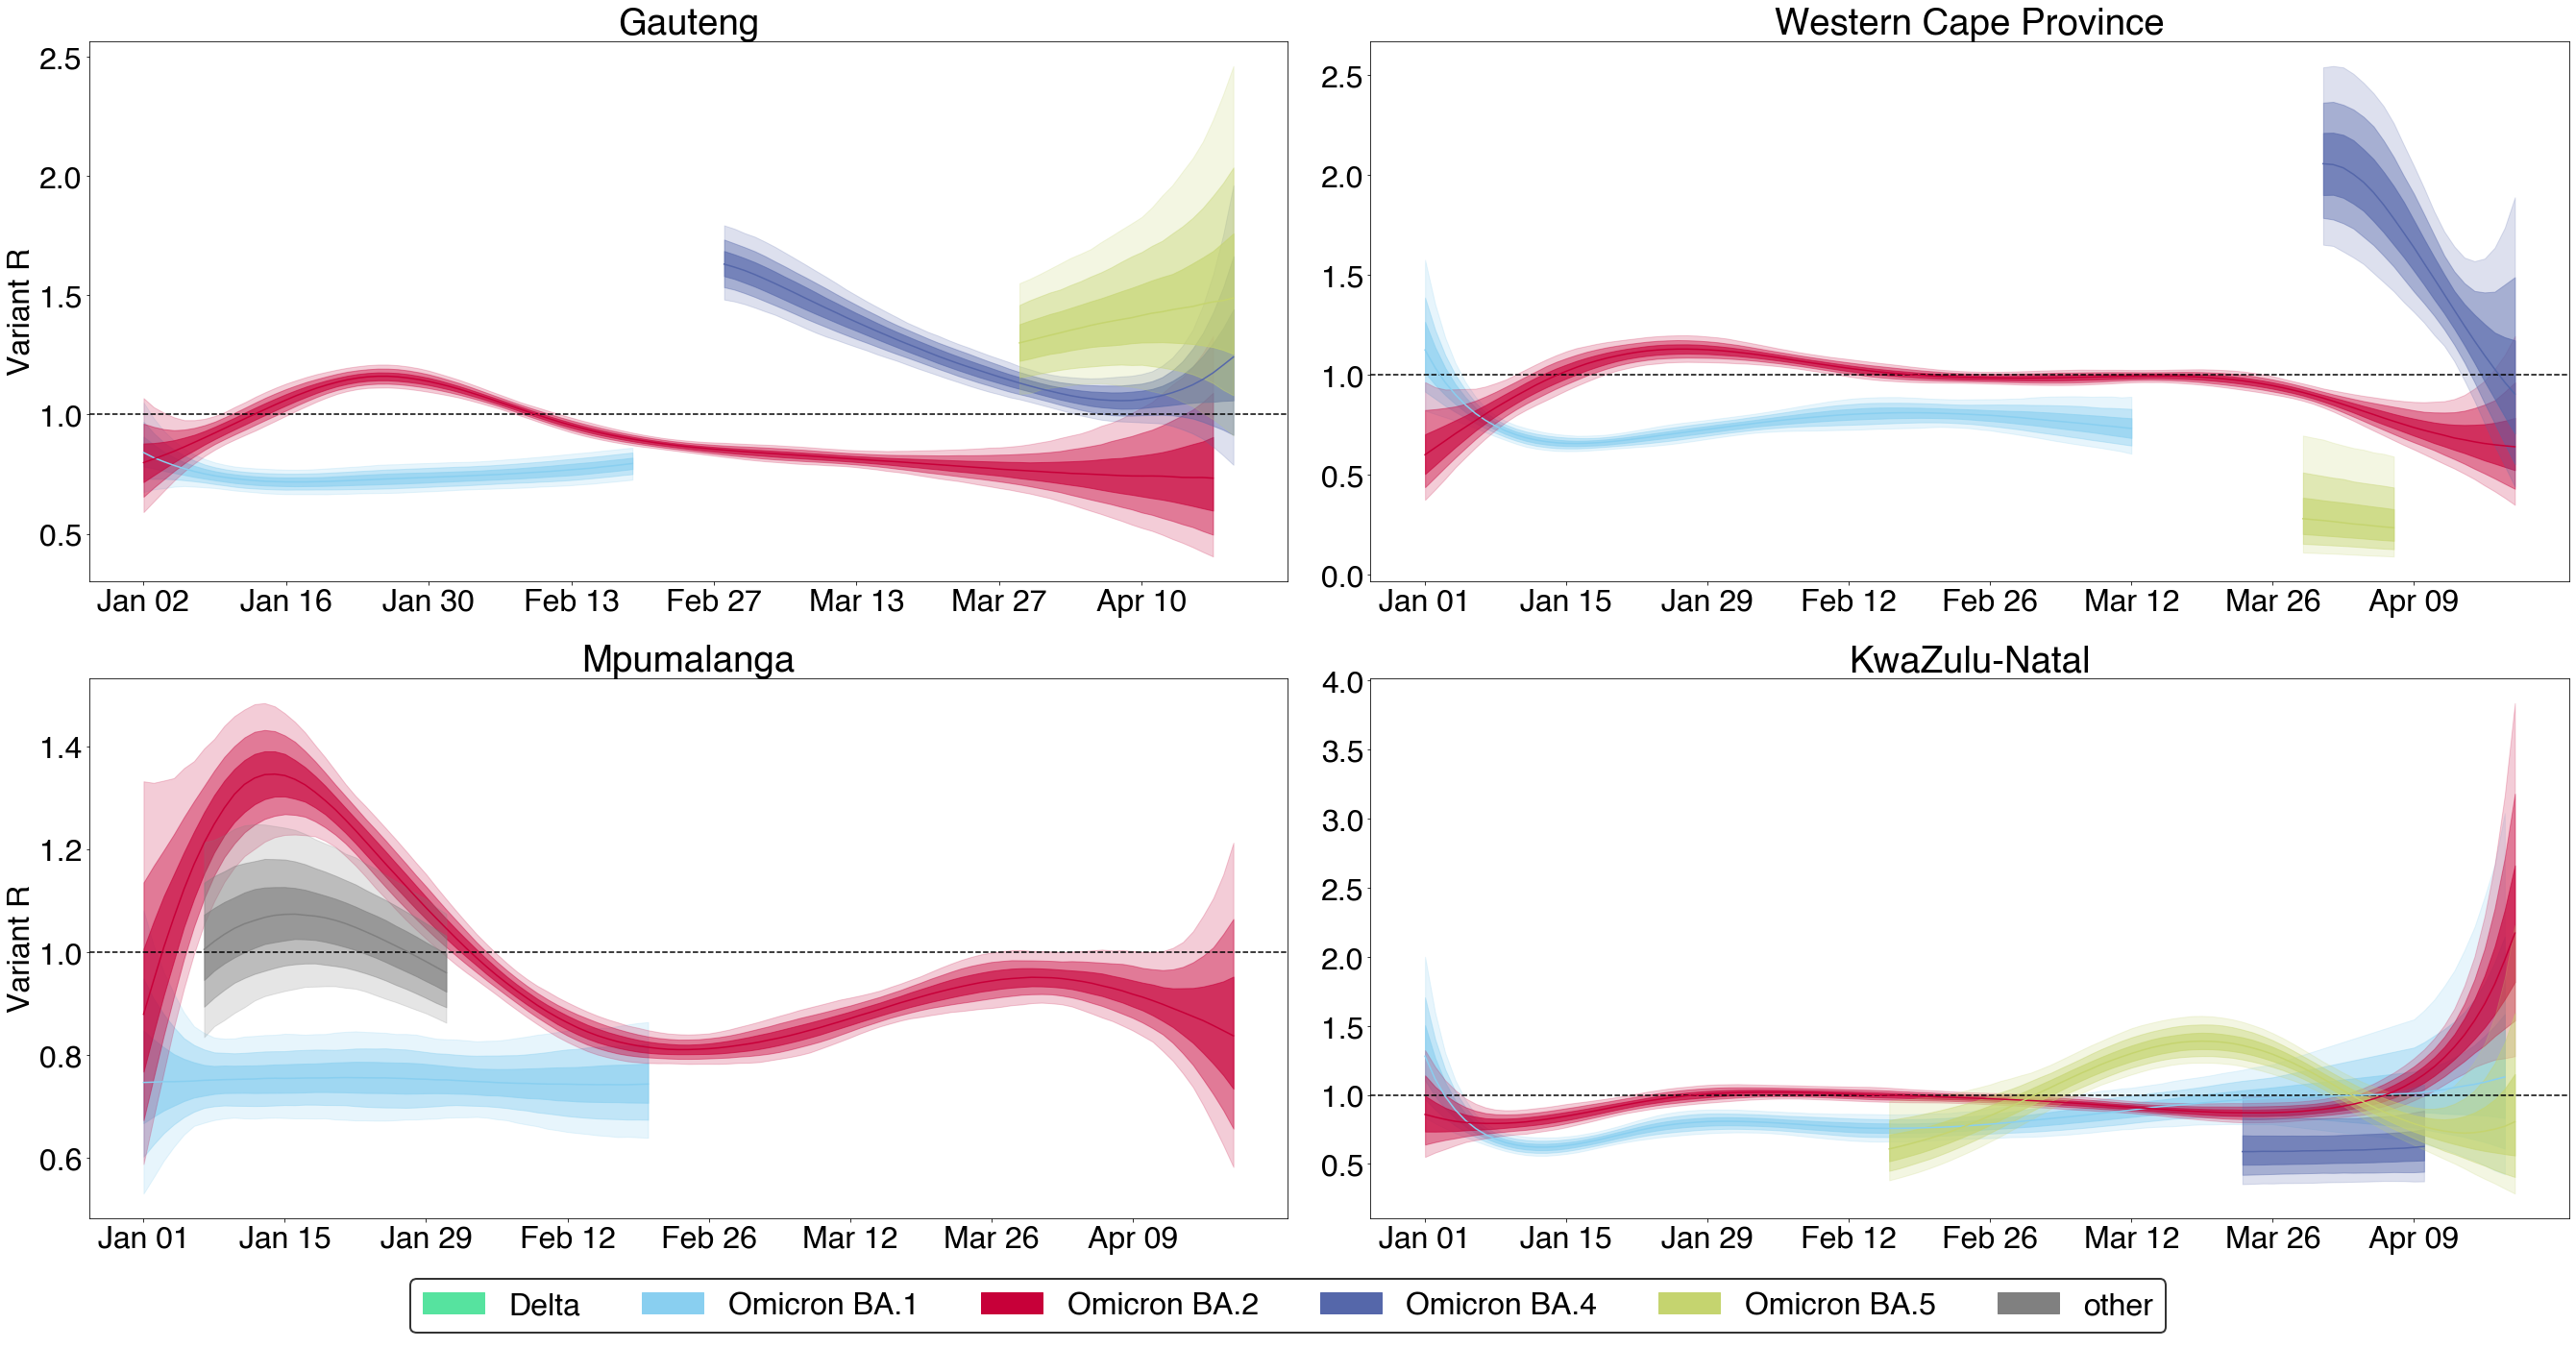 Gauteng
Variant R
2.5
2.0
1.5
1.0
0.5
Jan 02 Jan 16 Jan 30 Feb 13 Feb 27 Mar 13 Mar 27 Apr 10
Western Cape Province
2.5
2.0
1.5
1.0
0.5
0.0
Jan 01 Jan 15 Jan 29 Feb 12 Feb 26 Mar 12 Mar 26 Apr 09
Mpumalanga
Variant R
1.4
1.2
1.0
0.8
0.6
Jan 01 Jan 15 Jan 29 Feb 12 Feb 26 Mar 12 Mar 26 Apr 09
KwaZulu-Natal
4.0
3.5
3.0
2.5
2.0
1.5
1.0
0.5
Jan 01 Jan 15 Jan 29 Feb 12 Feb 26 Mar 12 Mar 26 Apr 09
Delta Omicron BA.1 Omicron BA.2 Omicron BA.4 Omicron BA.5 other